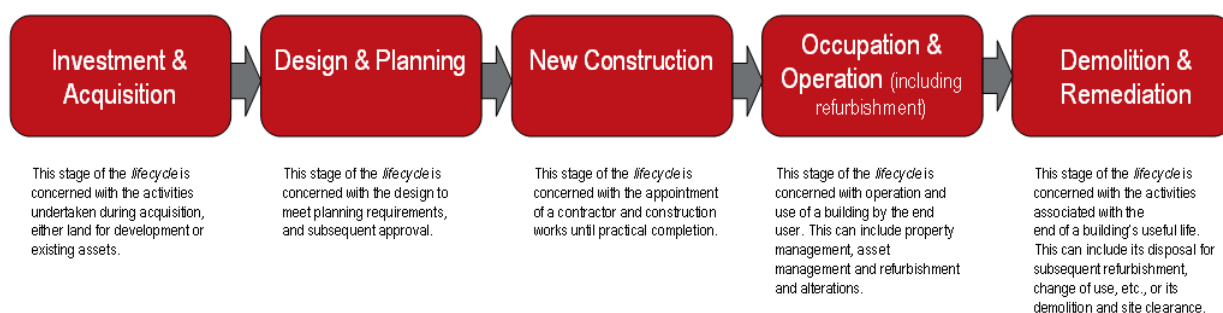 Investment &
Acquisition
Design & Planning
New Construction
Occupation &
Operation (including
refurbishment)
Demolition &
Remediation
This stage of the lifecycle is
concerned with the activities
undertaken during acquisition,
either land for development or
existing assets.
This stage of the lifecycle is
concerned with the design to
meet planning requirements,
and subsequent approval.
This stage of the lifecycle is
concerned with the appointment
of a contractor and construction
works until practical completion.
This stage of the lifecycle is
concerned with operation and
use of a building by the end
user. This can include property
management, asset
management and refurbishment
and alterations.
This stage of the lifecycle is
concerned with the activities
associated with the
end of a building's useful life.
This can include its disposal for
subsequent refurbishment,
change of use, etc., or its
demolition and site clearance.